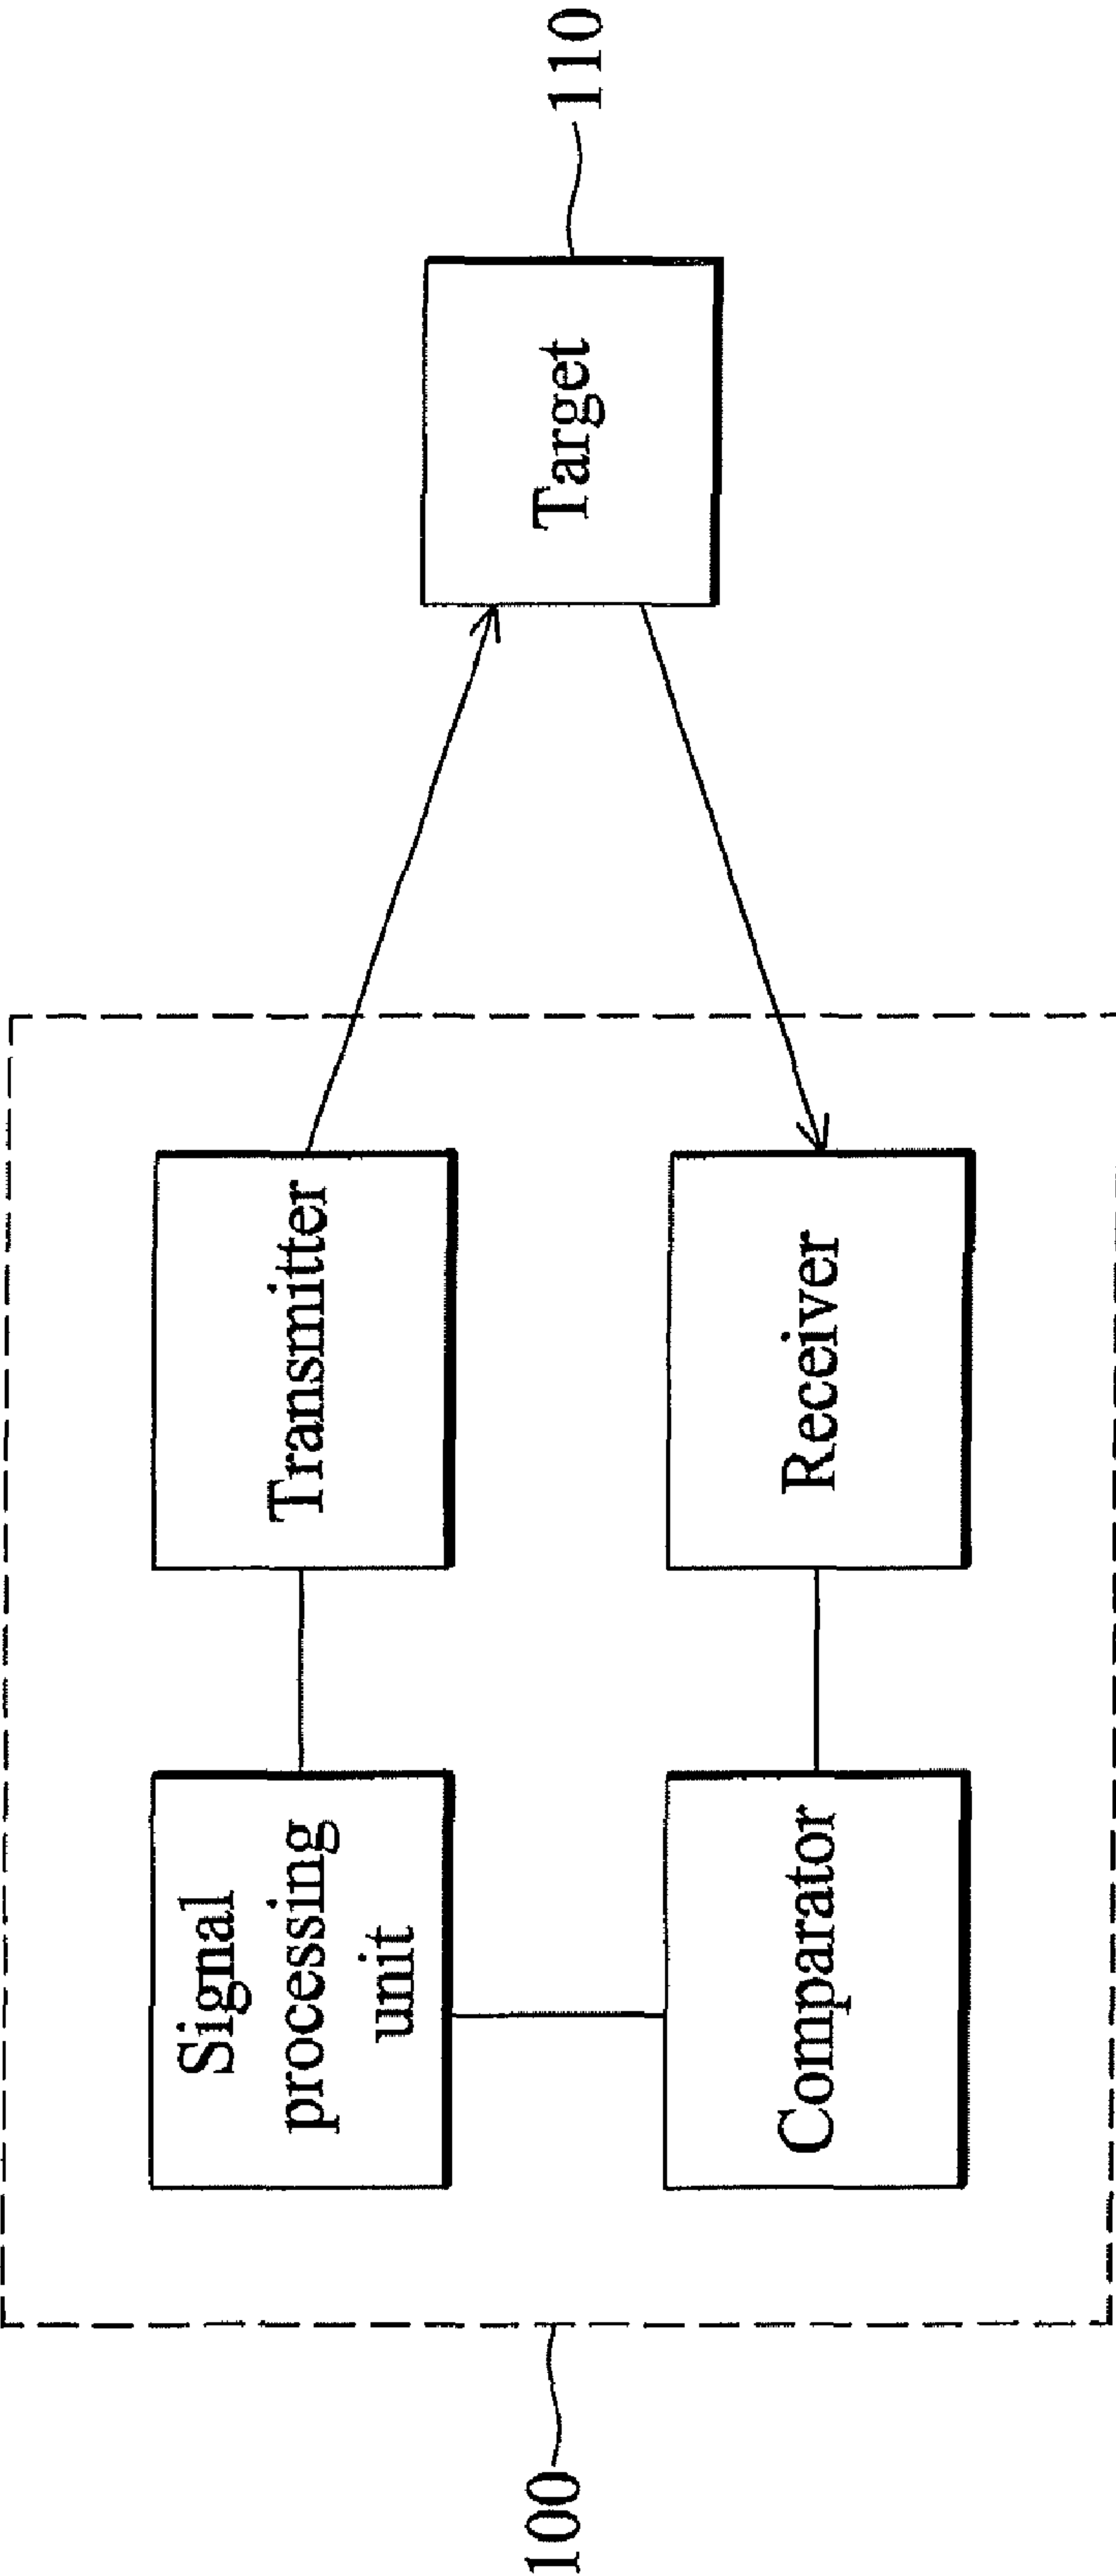 Signal
processing
unit
Transmitter
Comparator
Receiver
Target
100
110